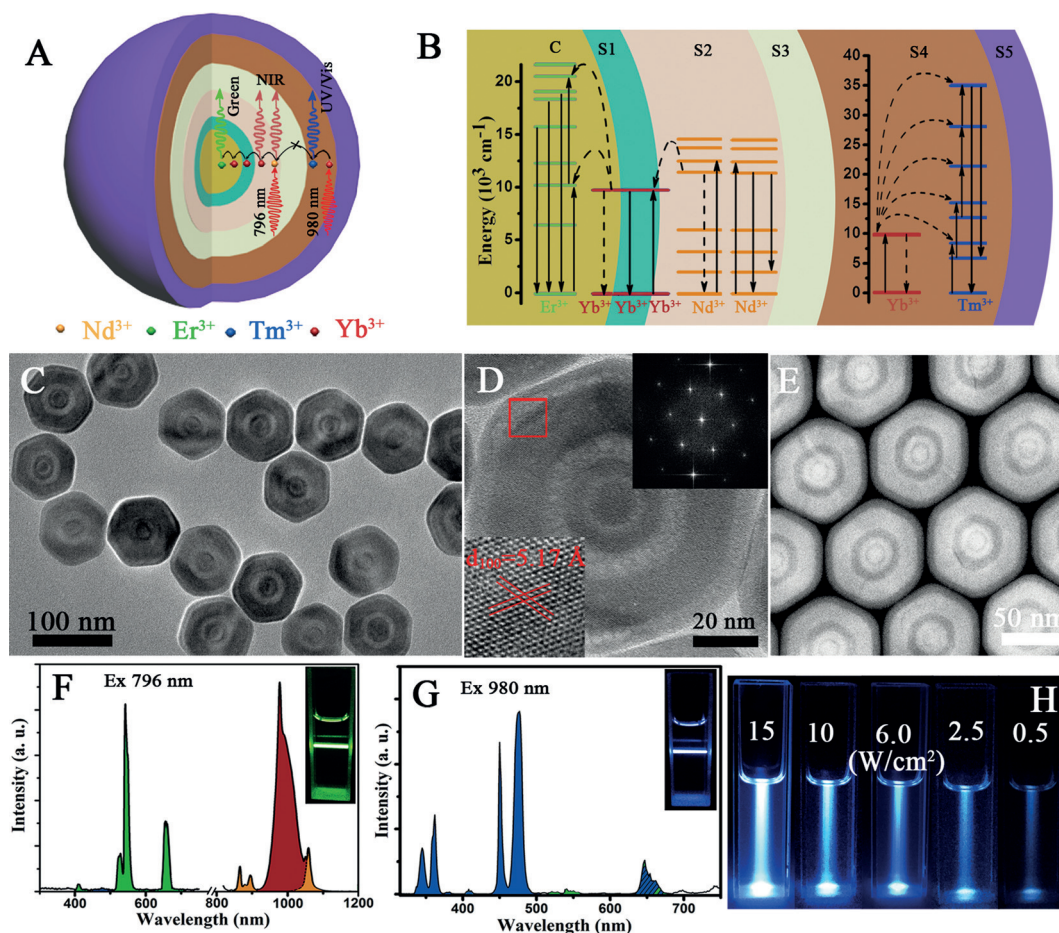 A
Green
NIR
UV/Vis
796 nm
980 nm
Nd³⁺ Er³⁺ Tm³⁺ Yb³⁺
B
C S1 S2 S3 S4 S5
Energy (10³ cm⁻¹)
20
15
10
5
0
40
35
30
25
20
15
10
5
0
Er³⁺ Yb³⁺ Yb³⁺ Yb³⁺ Nd³⁺ Nd³⁺
Yb³⁺ Tm³⁺
C
100 nm
D
d₁₀₀=5.17 Å
20 nm
E
50 nm
F
Ex 796 nm
Intensity (a. u.)
400 600 800 1000 1200
Wavelength (nm)
G
Ex 980 nm
Intensity (a. u.)
400 500 600 700
Wavelength (nm)
H
15 10 6.0 2.5 0.5
(W/cm²)